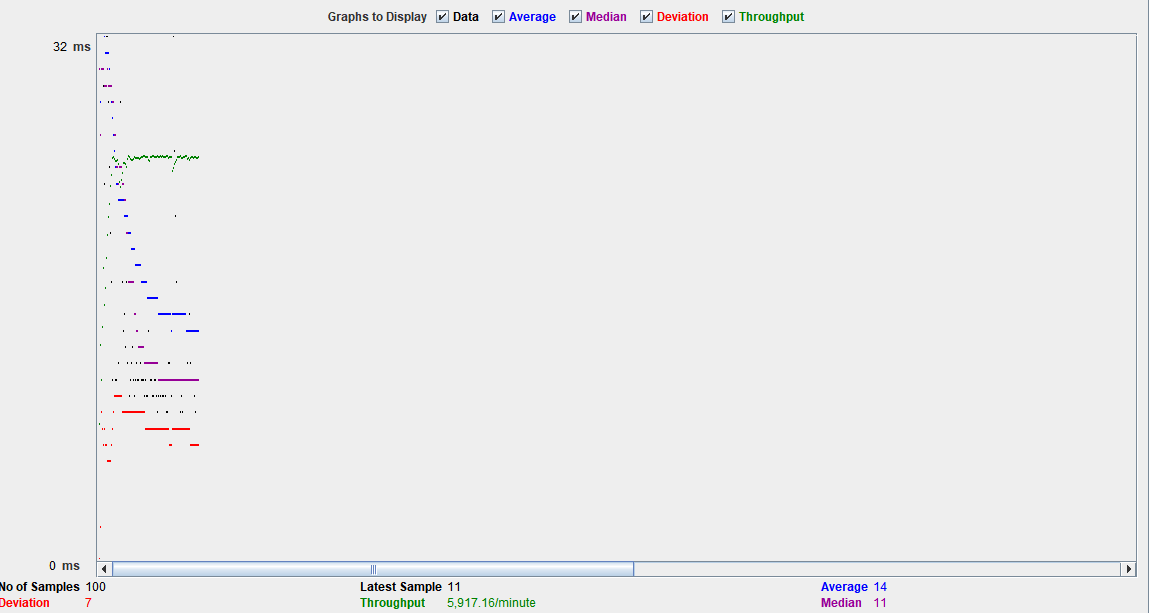 Graphs to Display Data Average Median Deviation Throughput
32 ms
0 ms
No of Samples 100 Latest Sample 11 Average 14
Deviation 7 Throughput 5,917.16/minute Median 11